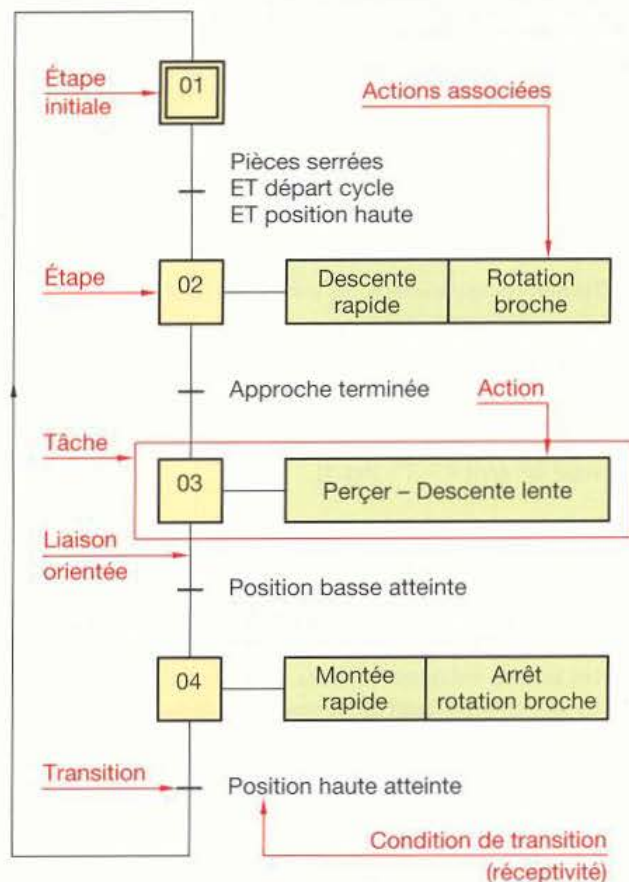 Étape
initiale
01
Actions associées
Pièces serrées
ET départ cycle
ET position haute
Étape
02
Descente
rapide
Rotation
broche
Approche terminée
Action
Tâche
03
Perçer – Descente lente
Liaison
orientée
Position basse atteinte
04
Montée
rapide
Arrêt
rotation broche
Transition
Position haute atteinte
Condition de transition
(réceptivité)